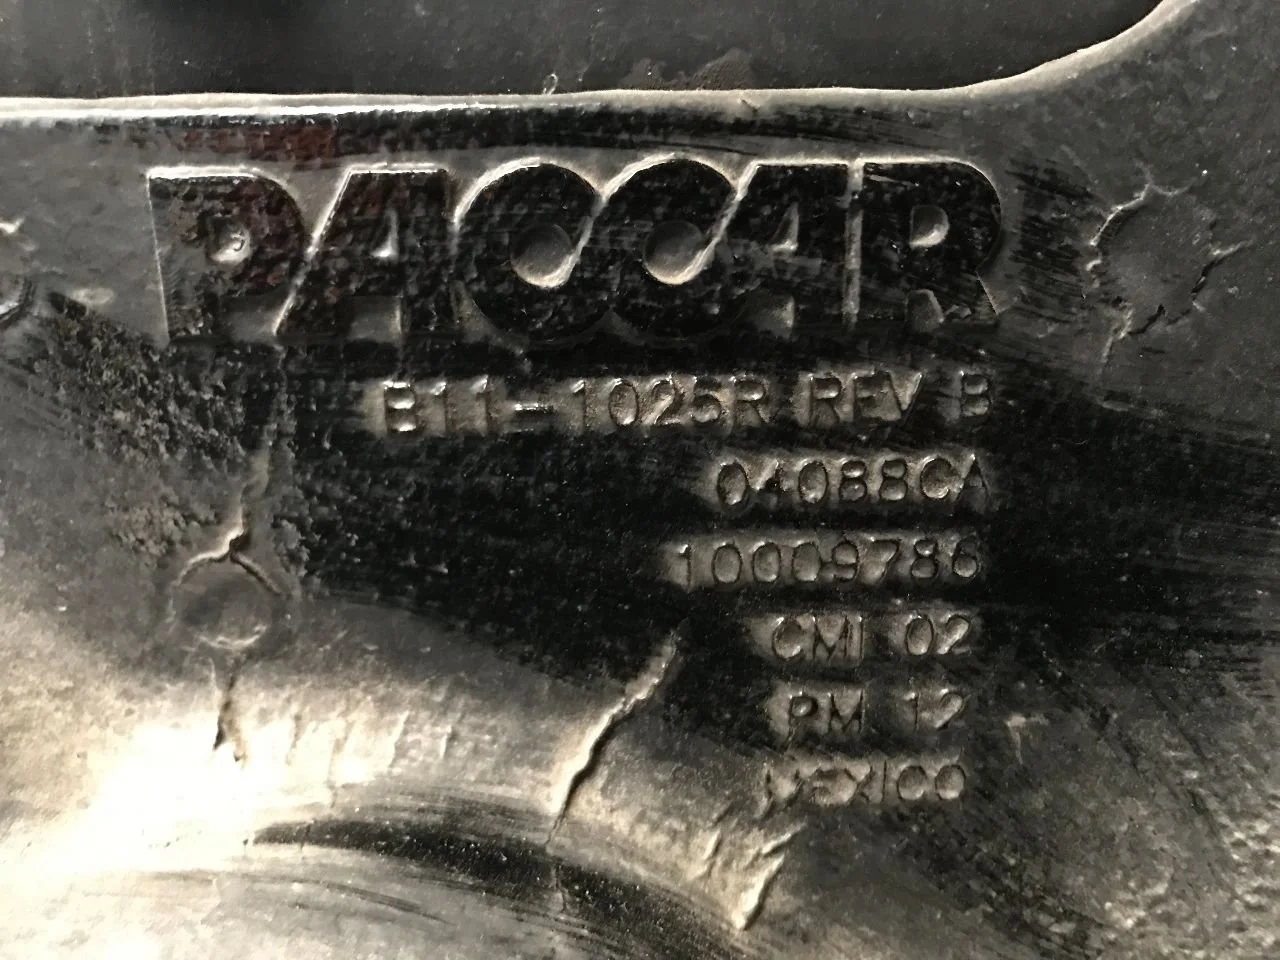 PACCAR
B11-1025R REV B
04088CA
10009786
CMI 02
PM 12
MEXICO